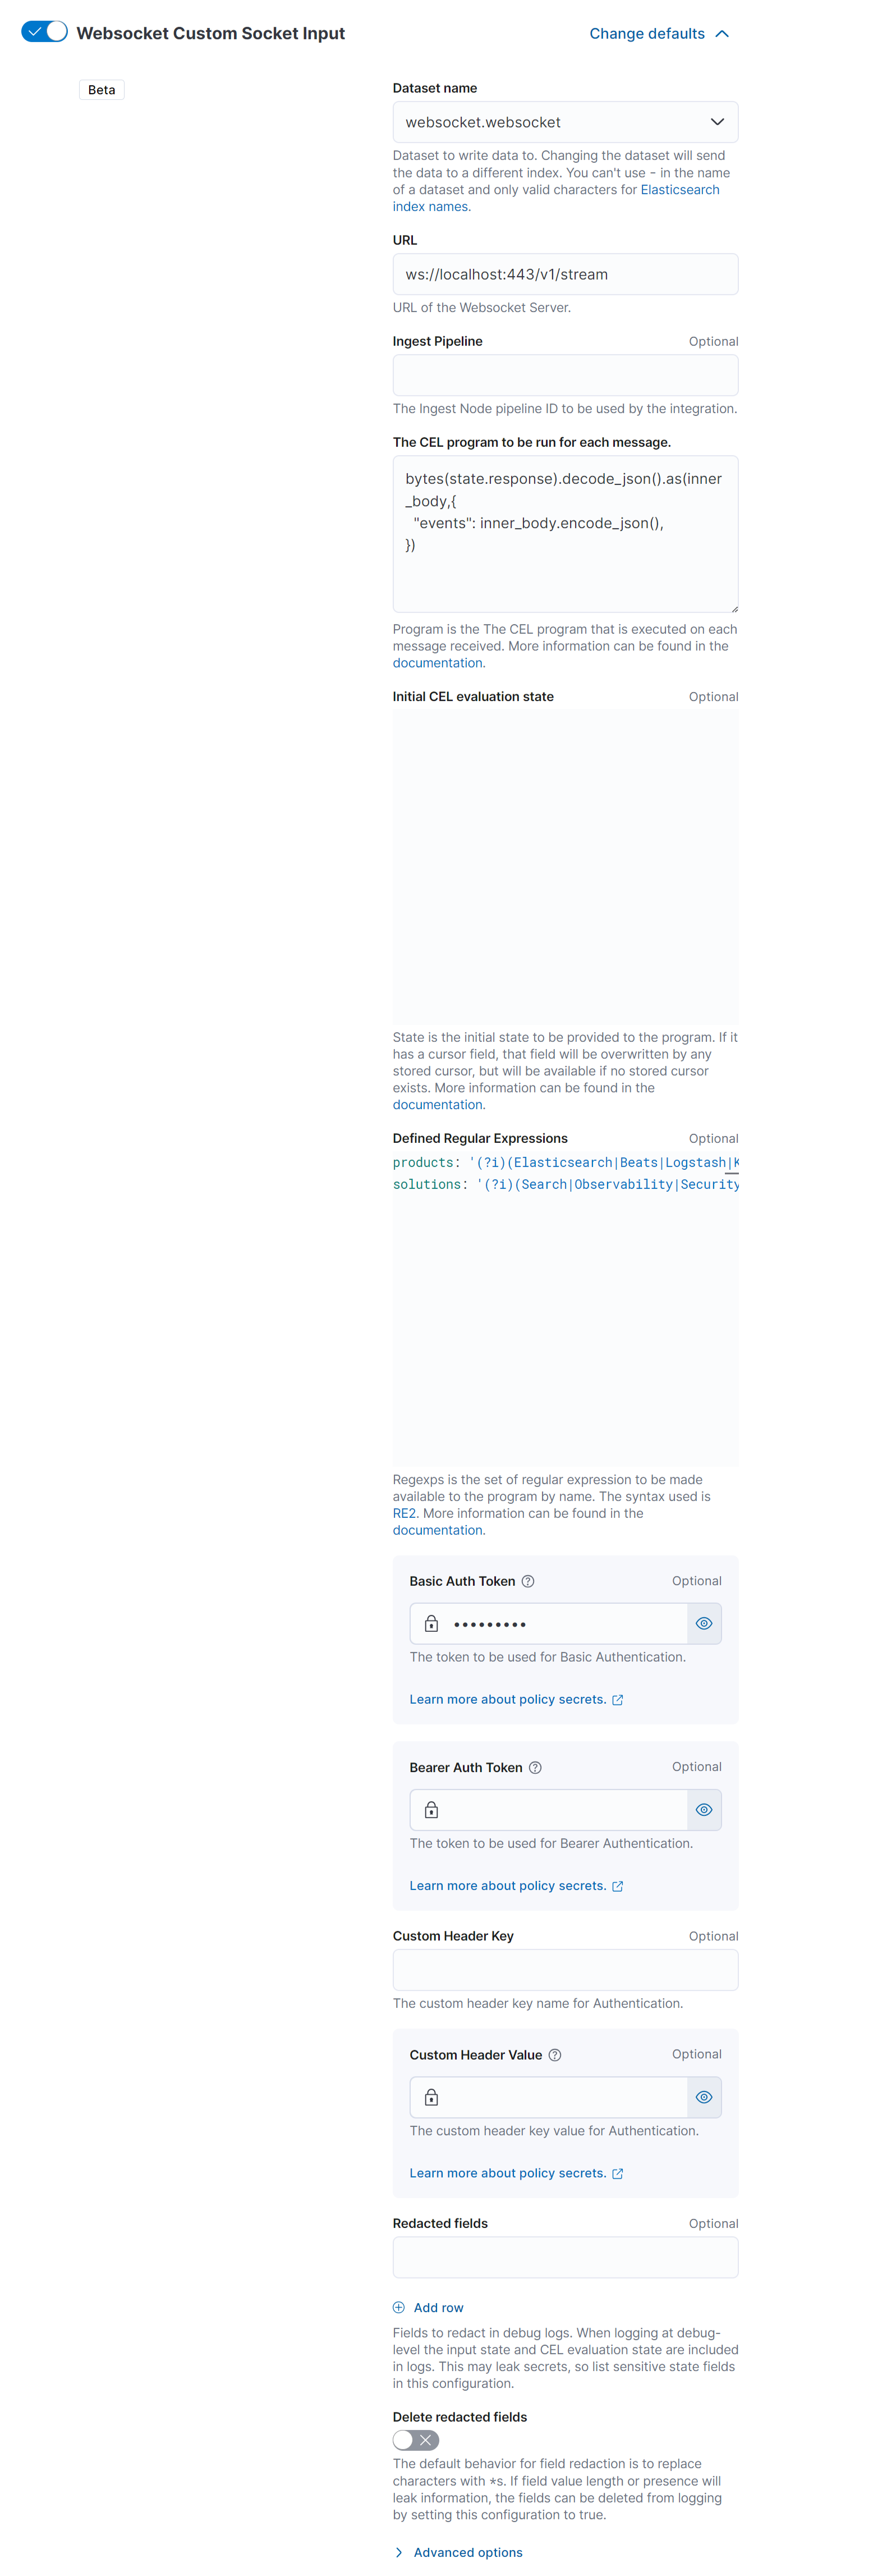 Websocket Custom Socket Input
Change defaults
Beta
Dataset name
websocket.websocket
Dataset to write data to. Changing the dataset will send
the data to a different index. You can't use - in the name
of a dataset and only valid characters for Elasticsearch
index names.
URL
ws://localhost:443/v1/stream
URL of the Websocket Server.
Ingest Pipeline Optional
The Ingest Node pipeline ID to be used by the integration.
The CEL program to be run for each message.
bytes(state.response).decode_json().as(inner
_body,{
"events": inner_body.encode_json(),
})
Program is the The CEL program that is executed on each
message received. More information can be found in the
documentation.
Initial CEL evaluation state Optional
State is the initial state to be provided to the program. If it
has a cursor field, that field will be overwritten by any
stored cursor, but will be available if no stored cursor
exists. More information can be found in the
documentation.
Defined Regular Expressions Optional
products: '(?i)(Elasticsearch|Beats|Logstash|K
solutions: '(?i)(Search|Observability|Security
Regexps is the set of regular expression to be made
available to the program by name. The syntax used is
RE2. More information can be found in the
documentation.
Basic Auth Token Optional
•••••••••
The token to be used for Basic Authentication.
Learn more about policy secrets.
Bearer Auth Token Optional
The token to be used for Bearer Authentication.
Learn more about policy secrets.
Custom Header Key Optional
The custom header key name for Authentication.
Custom Header Value Optional
The custom header key value for Authentication.
Learn more about policy secrets.
Redacted fields Optional
Add row
Fields to redact in debug logs. When logging at debug-
level the input state and CEL evaluation state are included
in logs. This may leak secrets, so list sensitive state fields
in this configuration.
Delete redacted fields
The default behavior for field redaction is to replace
characters with *s. If field value length or presence will
leak information, the fields can be deleted from logging
by setting this configuration to true.
Advanced options